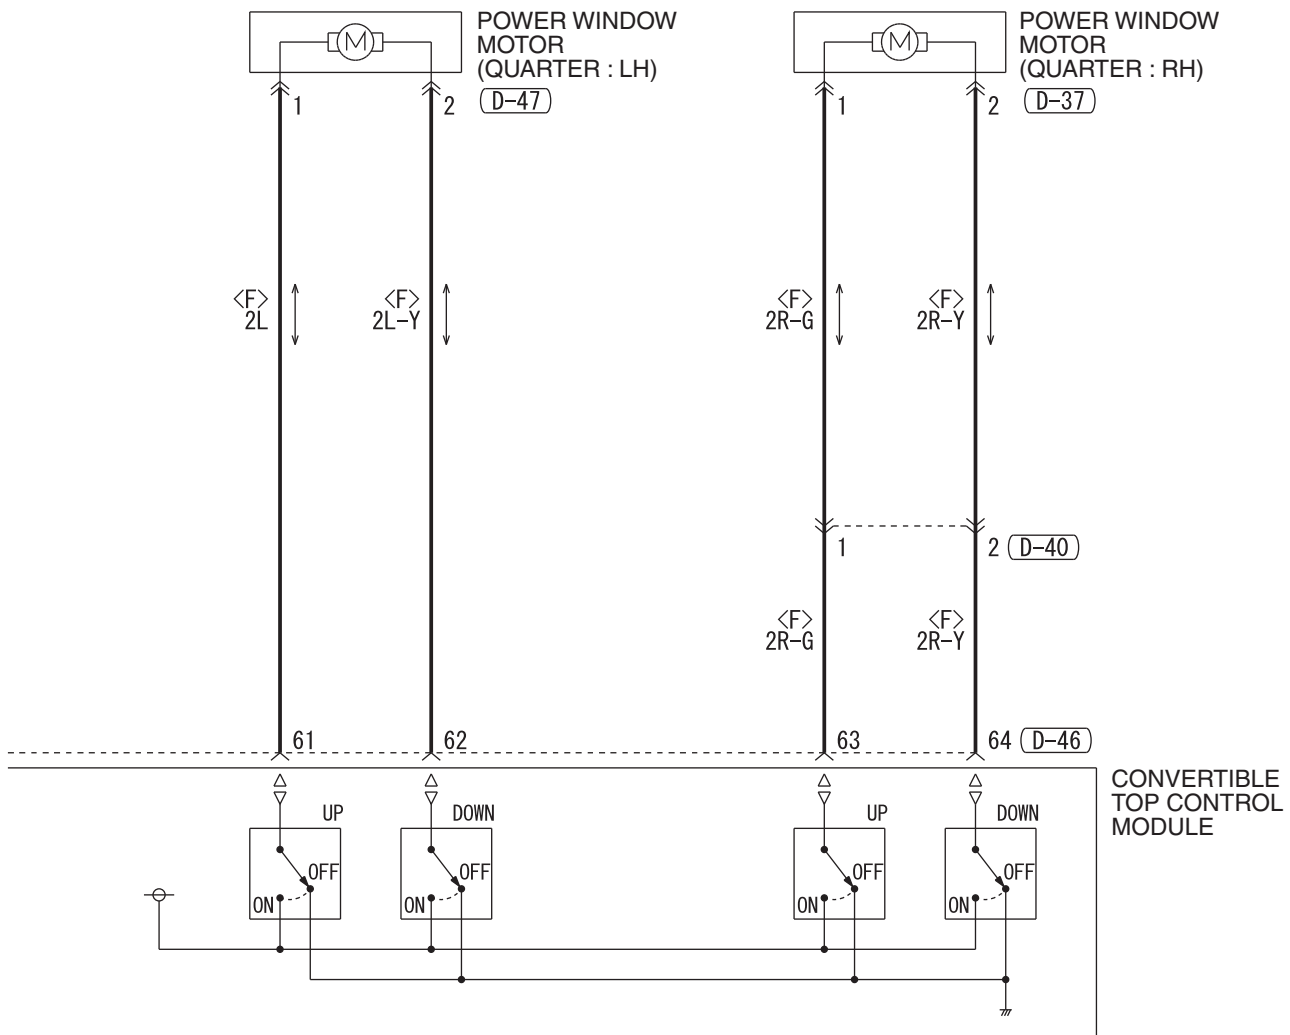 POWER WINDOW
MOTOR
(QUARTER : LH)
D-47
M
1
2
POWER WINDOW
MOTOR
(QUARTER : RH)
D-37
M
1
2
<F>
2L
<F>
2L-Y
<F>
2R-G
<F>
2R-Y
1
2
D-40
<F>
2R-G
<F>
2R-Y
61
62
63
64
D-46
CONVERTIBLE
TOP CONTROL
MODULE
UP
DOWN
UP
DOWN
OFF
OFF
OFF
OFF
ON
ON
ON
ON